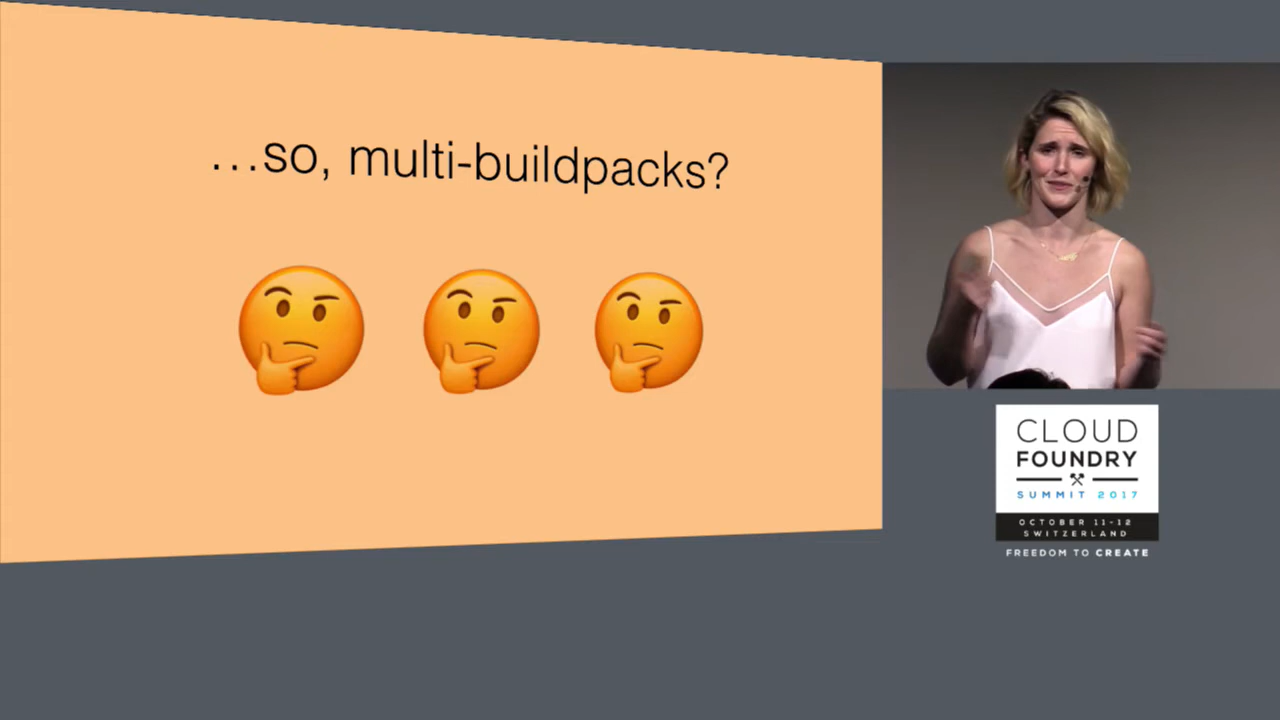 …so, multi-buildpacks?
CLOUD
FOUNDRY
SUMMIT 2017
OCTOBER 11-12
SWITZERLAND
FREEDOM TO CREATE